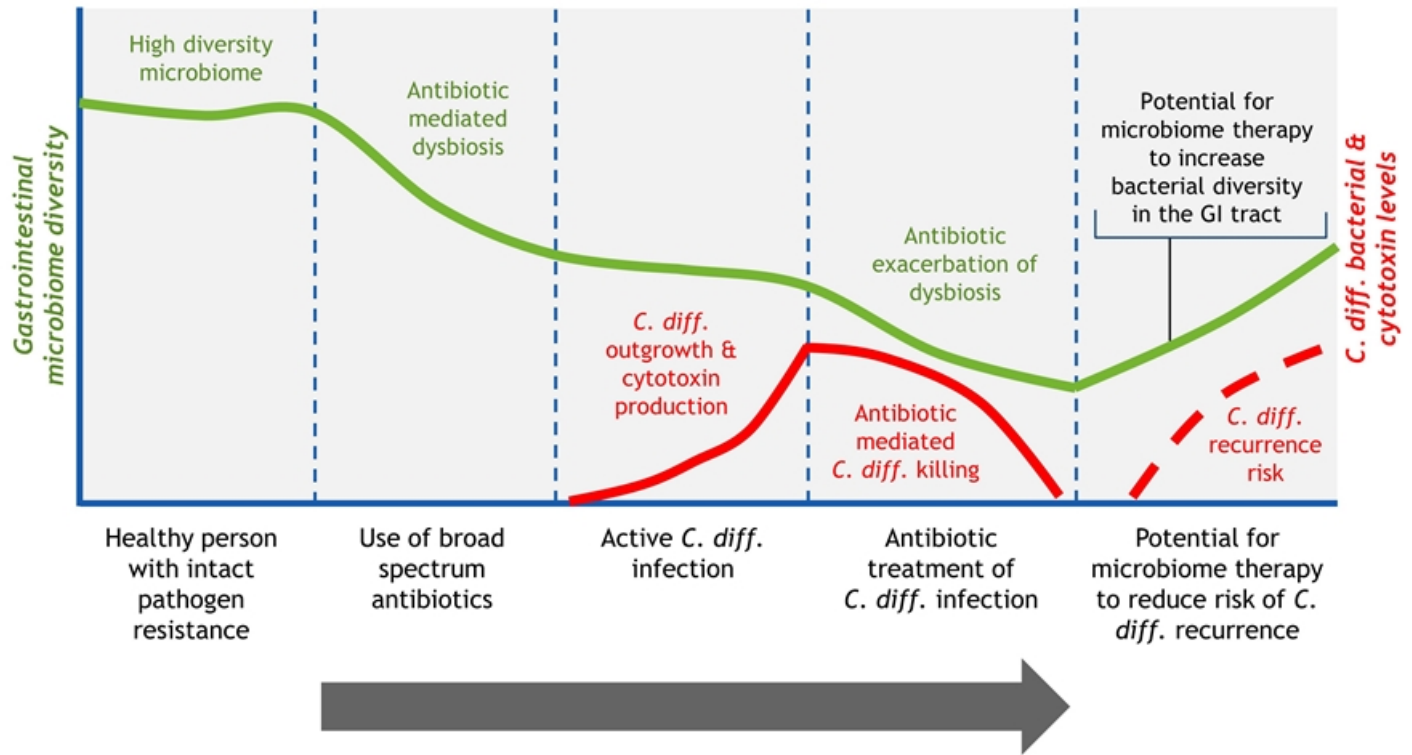 High diversity
microbiome
Antibiotic
mediated
dysbiosis
Potential for
microbiome therapy
to increase
bacterial diversity
in the GI tract
Gastrointestinal
microbiome diversity
C. diff. bacterial &
cytotoxin levels
Antibiotic
exacerbation of
dysbiosis
C. diff.
outgrowth &
cytotoxin
production
Antibiotic
mediated
C. diff. killing
C. diff.
recurrence
risk
Healthy person
with intact
pathogen
resistance
Use of broad
spectrum
antibiotics
Active C. diff.
infection
Antibiotic
treatment of
C. diff. infection
Potential for
microbiome therapy
to reduce risk of C.
diff. recurrence